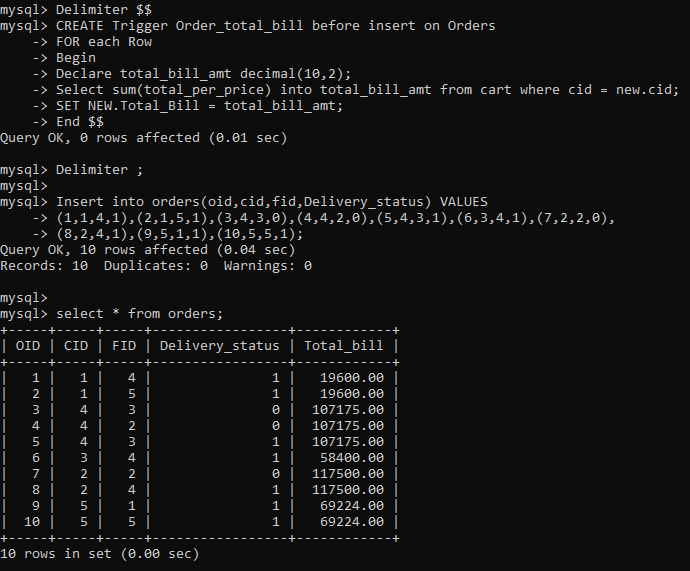 mysql> Delimiter $$
mysql> CREATE Trigger Order_total_bill before insert on Orders
    -> FOR each Row
    -> Begin
    -> Declare total_bill_amt decimal(10,2);
    -> Select sum(total_per_price) into total_bill_amt from cart where cid = new.cid;
    -> SET NEW.Total_Bill = total_bill_amt;
    -> End $$
Query OK, 0 rows affected (0.01 sec)

mysql> Delimiter ;
mysql>
mysql> Insert into orders(oid,cid,fid,Delivery_status) VALUES
    -> (1,1,4,1),(2,1,5,1),(3,4,3,0),(4,4,2,0),(5,4,3,1),(6,3,4,1),(7,2,2,0),
    -> (8,2,4,1),(9,5,1,1),(10,5,5,1);
Query OK, 10 rows affected (0.04 sec)
Records: 10  Duplicates: 0  Warnings: 0

mysql>
mysql> select * from orders;
+-----+-----+-----+-----------------+------------+
| OID | CID | FID | Delivery_status | Total_bill |
+-----+-----+-----+-----------------+------------+
|   1 |   1 |   4 |               1 |   19600.00 |
|   2 |   1 |   5 |               1 |   19600.00 |
|   3 |   4 |   3 |               0 |  107175.00 |
|   4 |   4 |   2 |               0 |  107175.00 |
|   5 |   4 |   3 |               1 |  107175.00 |
|   6 |   3 |   4 |               1 |   58400.00 |
|   7 |   2 |   2 |               0 |  117500.00 |
|   8 |   2 |   4 |               1 |  117500.00 |
|   9 |   5 |   1 |               1 |   69224.00 |
|  10 |   5 |   5 |               1 |   69224.00 |
+-----+-----+-----+-----------------+------------+
10 rows in set (0.00 sec)